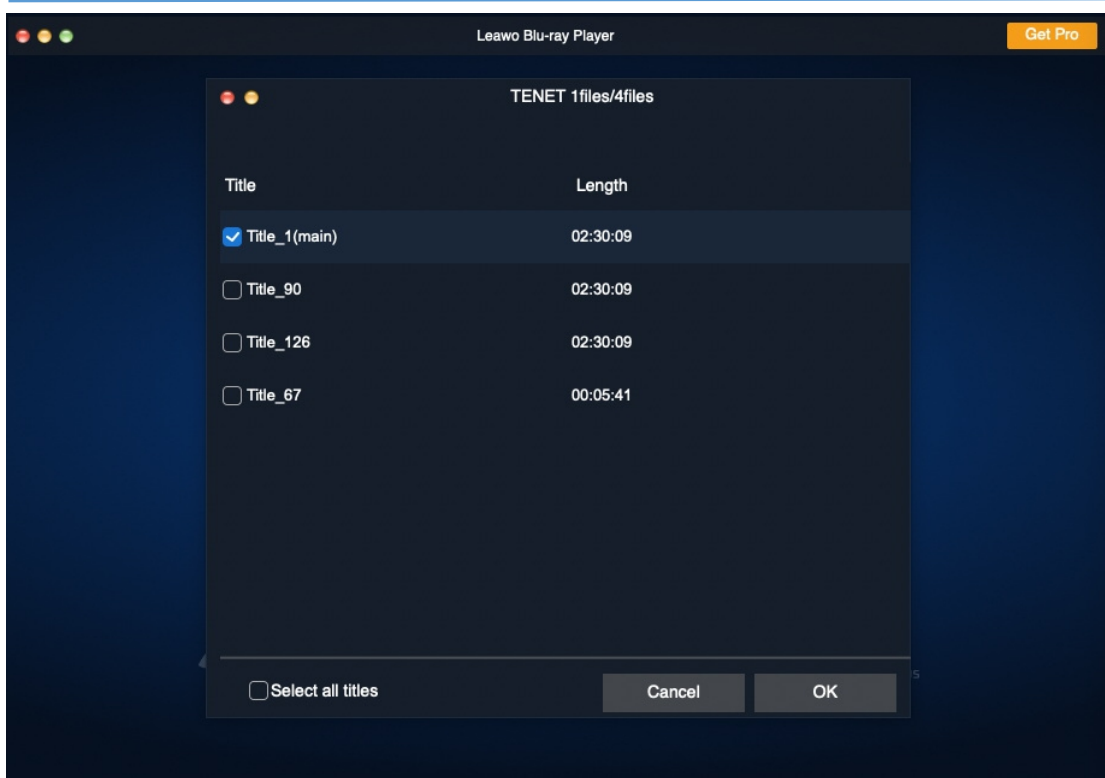 Leawo Blu-ray Player
Get Pro
TENET 1files/4files
Title Length
Title_1(main) 02:30:09
Title_90 02:30:09
Title_126 02:30:09
Title_67 00:05:41
Select all titles
Cancel
OK